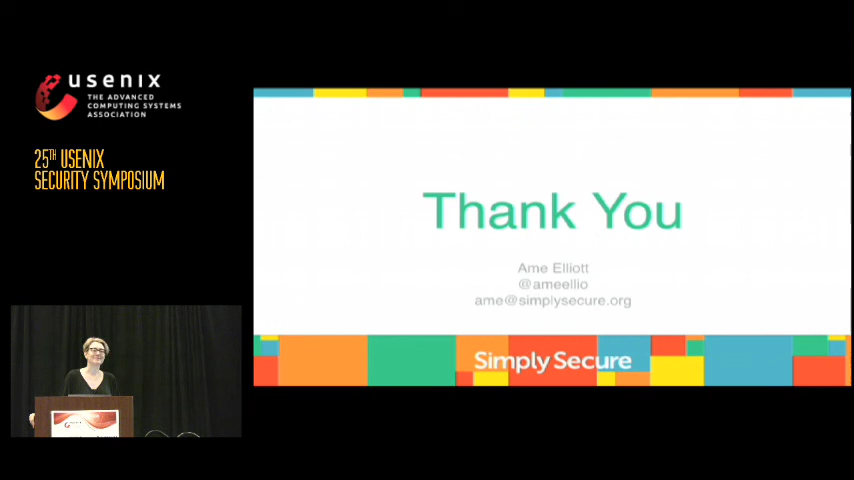 usenix
THE ADVANCED
COMPUTING SYSTEMS
ASSOCIATION
25TH USENIX
SECURITY SYMPOSIUM
Thank You
Ame Elliott
@ameellio
ame@simplysecure.org
Simply Secure
usenix